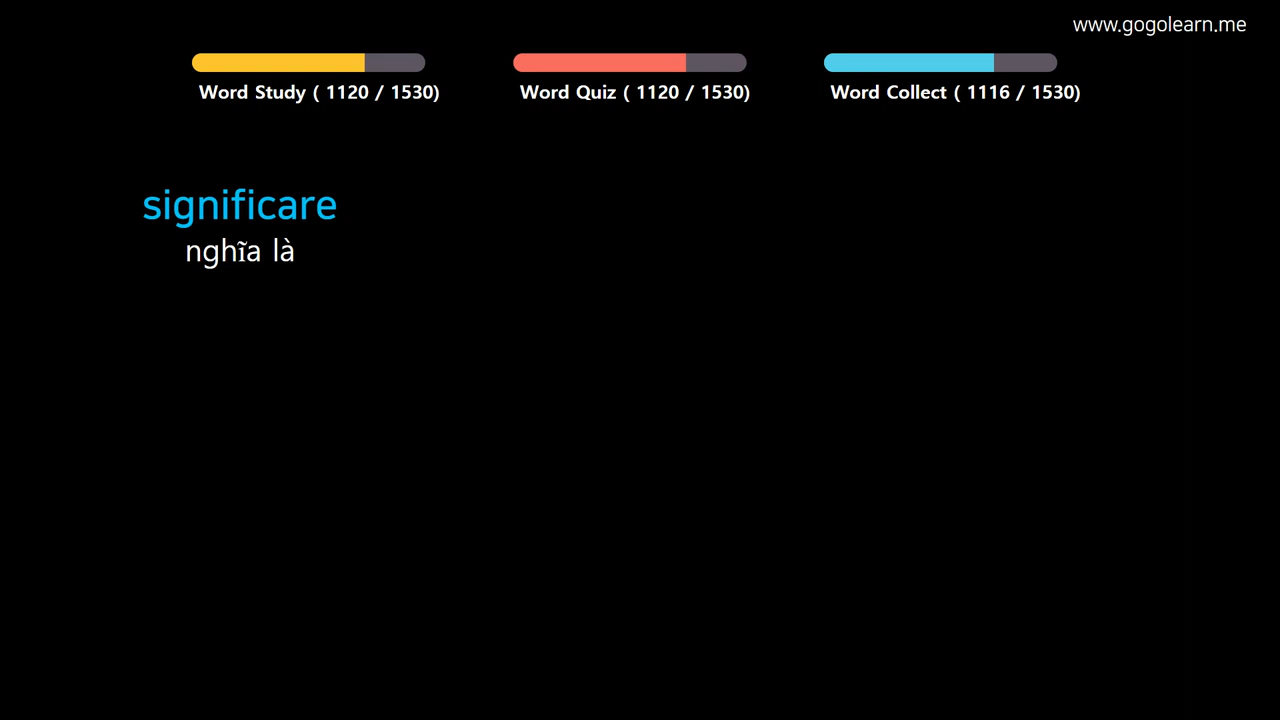 www.gogolearn.me
Word Study ( 1120 / 1530)
Word Quiz ( 1120 / 1530)
Word Collect ( 1116 / 1530)
significare
nghĩa là